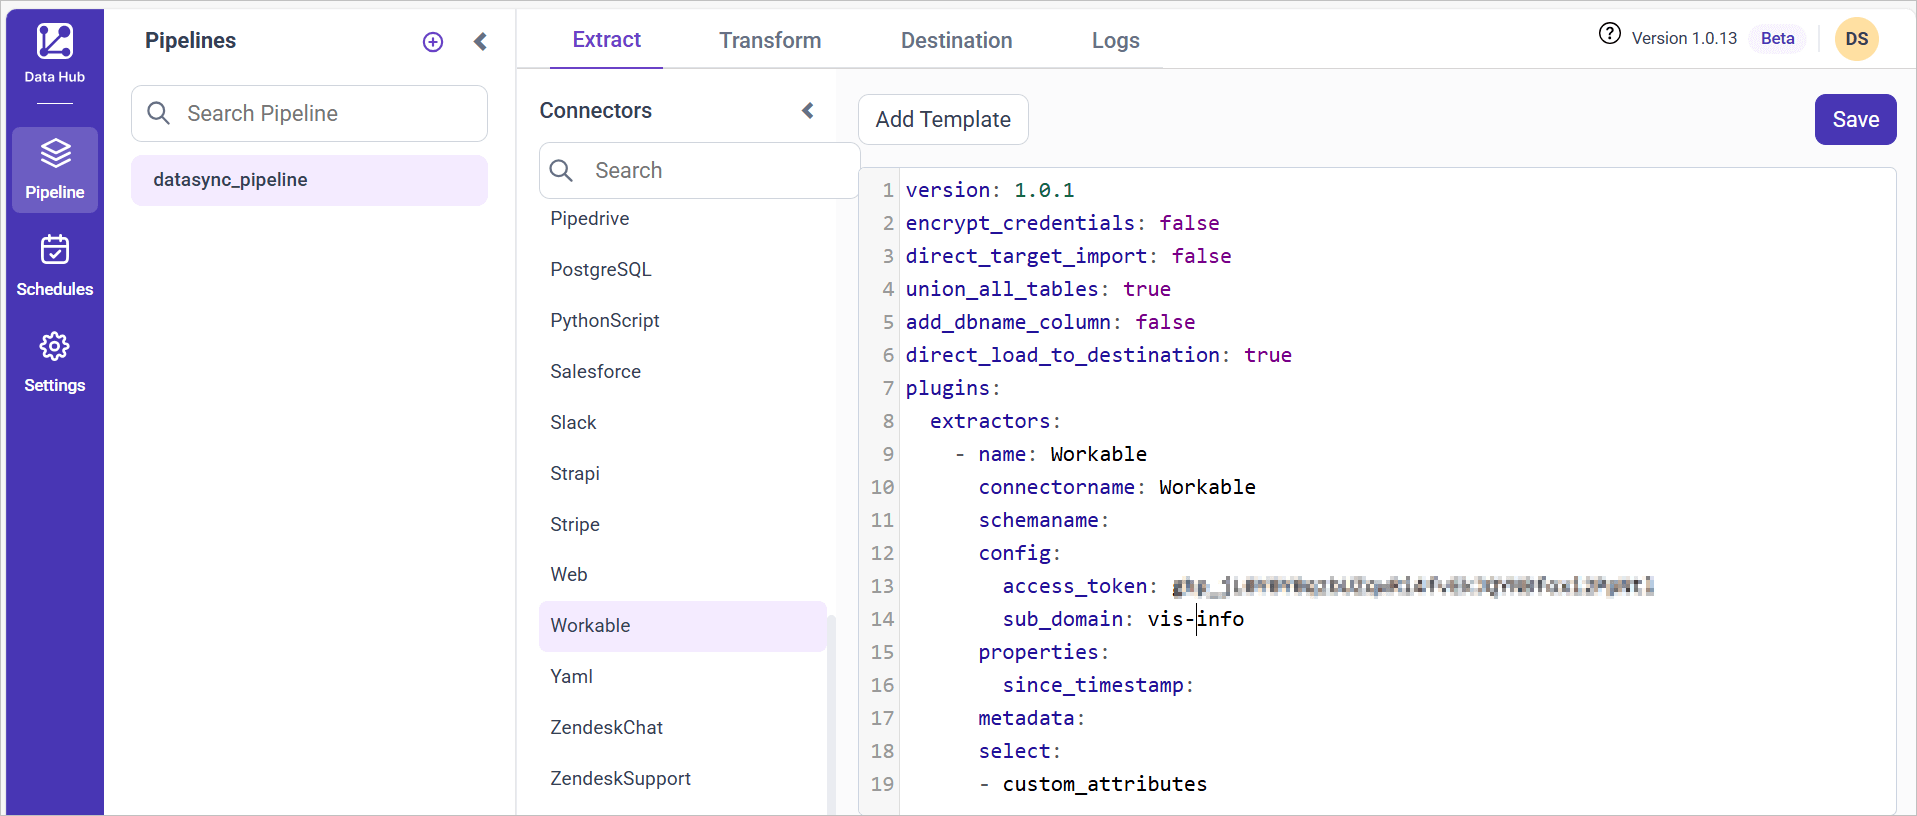 Data Hub
Pipeline
Schedules
Settings
Pipelines
Search Pipeline
datasync_pipeline
Extract Transform Destination Logs
Version 1.0.13 Beta DS
Connectors
Search
Pipedrive
PostgreSQL
PythonScript
Salesforce
Slack
Strapi
Stripe
Web
Workable
Yaml
ZendeskChat
ZendeskSupport
Add Template
Save
1 version: 1.0.1
2 encrypt_credentials: false
3 direct_target_import: false
4 union_all_tables: true
5 add_dbname_column: false
6 direct_load_to_destination: true
7 plugins:
8 extractors:
9 - name: Workable
10 connectorname: Workable
11 schemaname:
12 config:
13 access_token:
14 sub_domain: vis-info
15 properties:
16 since_timestamp:
17 metadata:
18 select:
19 - custom_attributes